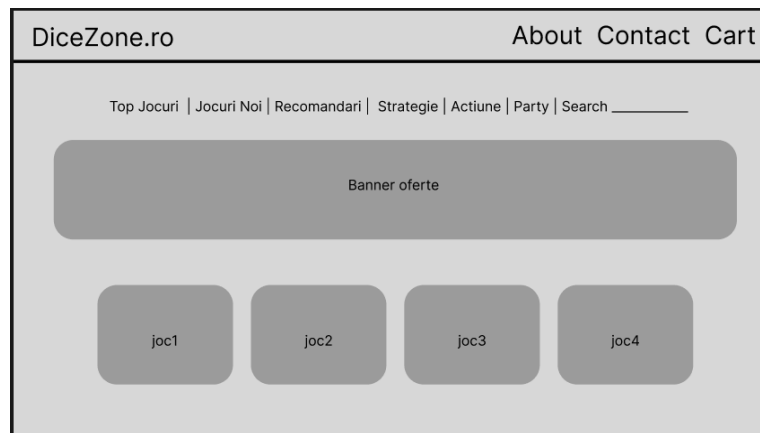 DiceZone.ro About Contact Cart
Top Jocuri | Jocuri Noi | Recomandari | Strategie | Actiune | Party | Search __________
Banner oferte
joc1 joc2 joc3 joc4